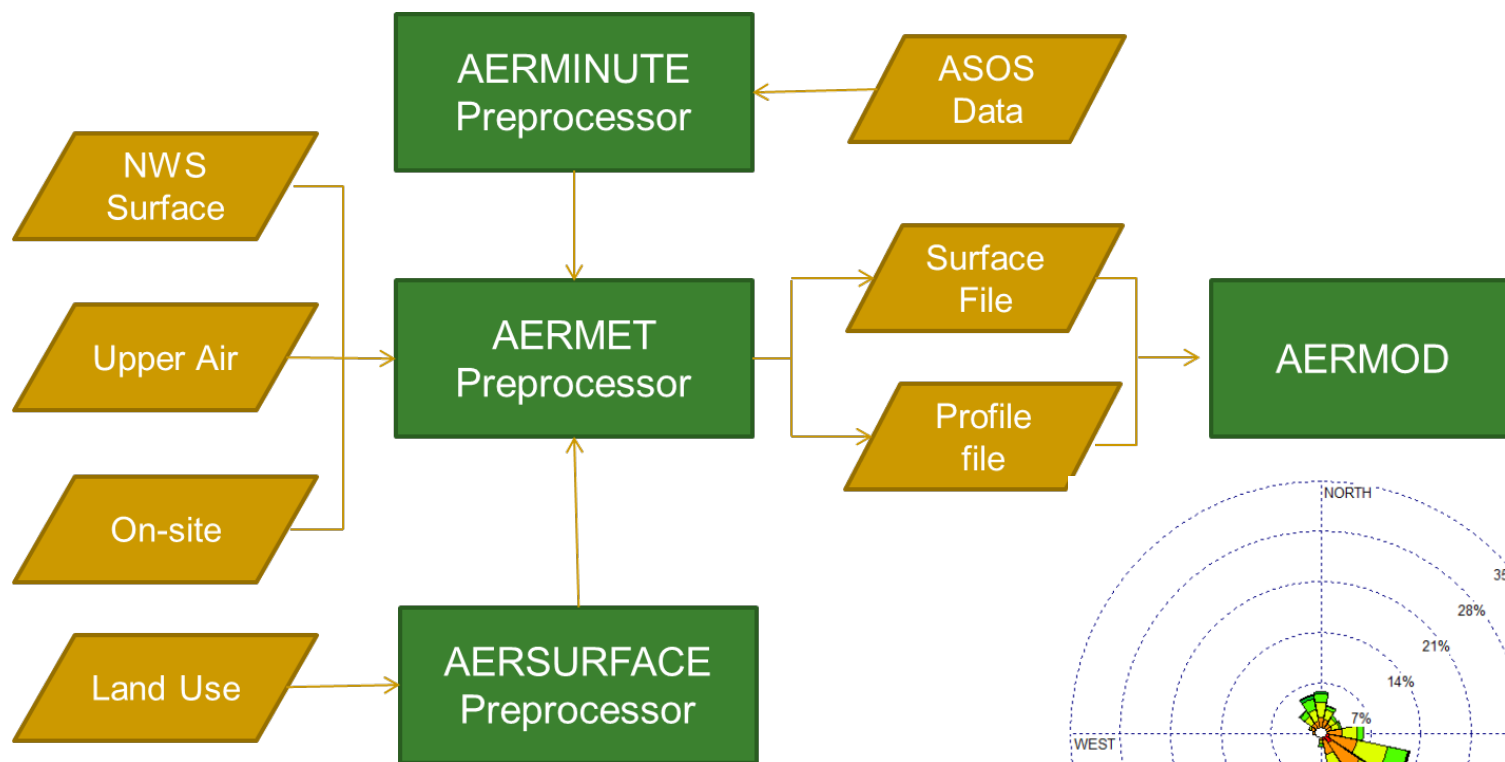 AERMINUTE
Preprocessor
ASOS
Data
NWS
Surface
Upper Air
On-site
Land Use
AERMET
Preprocessor
AERSURFACE
Preprocessor
Surface
File
Profile
file
AERMOD
NORTH
35
28%
21%
14%
7%
WEST